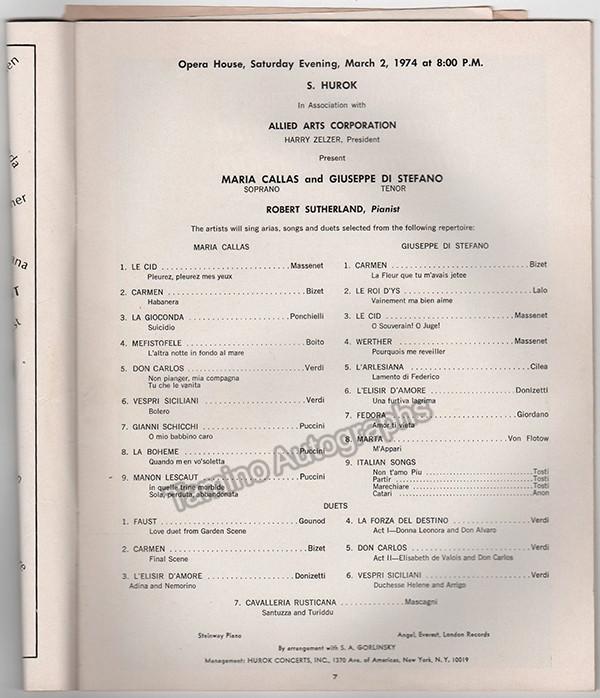 Opera House, Saturday Evening, March 2, 1974 at 8:00 P.M.
S. HUROK
In Association with
ALLIED ARTS CORPORATION
HARRY ZELZER, President
Present
MARIA CALLAS and GIUSEPPE DI STEFANO
SOPRANO TENOR
ROBERT SUTHERLAND, Pianist
The artists will sing arias, songs and duets selected from the following repertoire:
MARIA CALLAS
1. LE CID ........ Massenet
Pleurez, pleurez mes yeux
2. CARMEN ........ Bizet
Habanera
3. LA GIOCONDA ........ Ponchielli
Suicidio
4. MEFISTOFELE ........ Boito
L'altra notte in fondo al mare
5. DON CARLOS ........ Verdi
Non pianger, mia compagna
Tu che le vanita
6. VESPRI SICILIANI ........ Verdi
Bolero
7. GIANNI SCHICCHI ........ Puccini
O mio babbino caro
8. LA BOHEME ........ Puccini
Quando m'en vo'soletta
9. MANON LESCAUT ........ Puccini
in quelle trine morbide
Sola, perduta, abbandonata
GIUSEPPE DI STEFANO
1. CARMEN ........ Bizet
La Fleur que tu m'avais jetee
2. LE ROI D'YS ........ Lalo
Vainement ma bien aime
3. LE CID ........ Massenet
O Souverain! O Juge!
4. WERTHER ........ Massenet
Pourquois me reveiller
5. L'ARLESIANA ........ Cilea
Lamento di Federico
6. L'ELISIR D'AMORE ........ Donizetti
Una furtiva lagrima
7. FEDORA ........ Giordano
Amor ti vieta
8. MARTA ........ Von Flotow
M'Appari
9. ITALIAN SONGS
Non t'amo Piu ........ Tosti
Partir ........ Tosti
Marechiare ........ Tosti
Catari ........ Anon
DUETS
1. FAUST ........ Gounod
Love duet from Garden Scene
2. CARMEN ........ Bizet
Final Scene
3. L'ELISIR D'AMORE ........ Donizetti
Adina and Nemorino
4. LA FORZA DEL DESTINO ........ Verdi
Act I—Donna Leonora and Don Alvaro
5. DON CARLOS ........ Verdi
Act II—Elisabeth de Valois and Don Carlos
6. VESPRI SICILIANI ........ Verdi
Duchesse Helene and Arrigo
7. CAVALLERIA RUSTICANA ........ Mascagni
Santuzza and Turiddu
Steinway Piano
Angel, Everest, London Records
By arrangement with S. A. GORLINSKY
Management: HUROK CONCERTS, INC., 1370 Ave. of Americas, New York, N.Y. 10019
7
Tamino Autographs